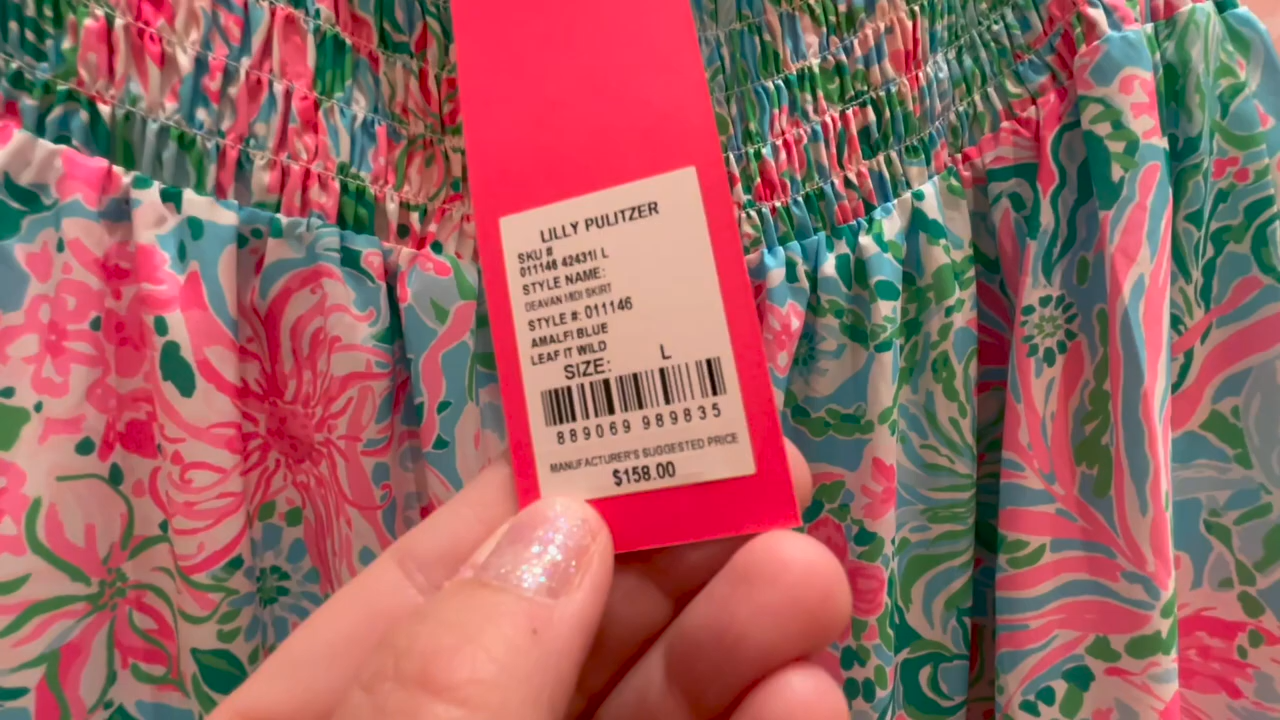 LILLY PULITZER
SKU #
011146 42431I L
STYLE NAME:
DEAVAN MIDI SKIRT
STYLE #: 011146
AMALFI BLUE
LEAF IT WILD
SIZE: L
889069 989835
MANUFACTURER'S SUGGESTED PRICE
$158.00